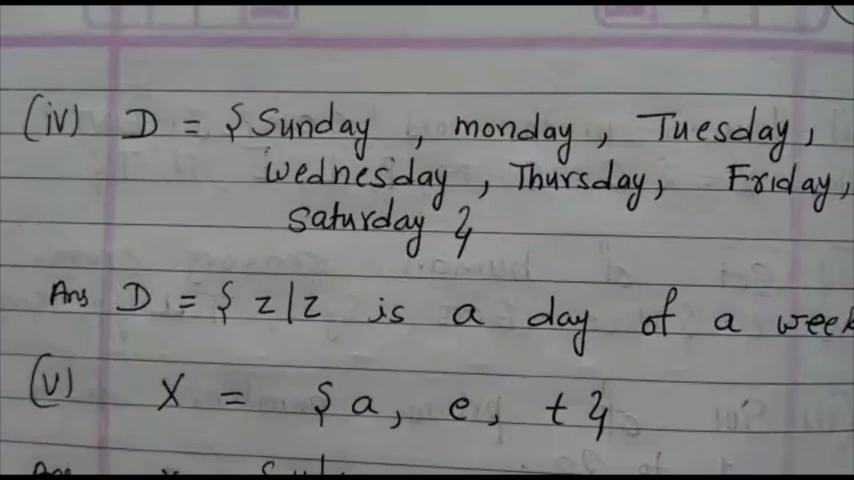 (iv) D = {Sunday, monday, Tuesday,
Wednesday, Thursday, Friday,
Saturday }
Ans D = { z/z is a day of a week
(v) X = { a, e, t }